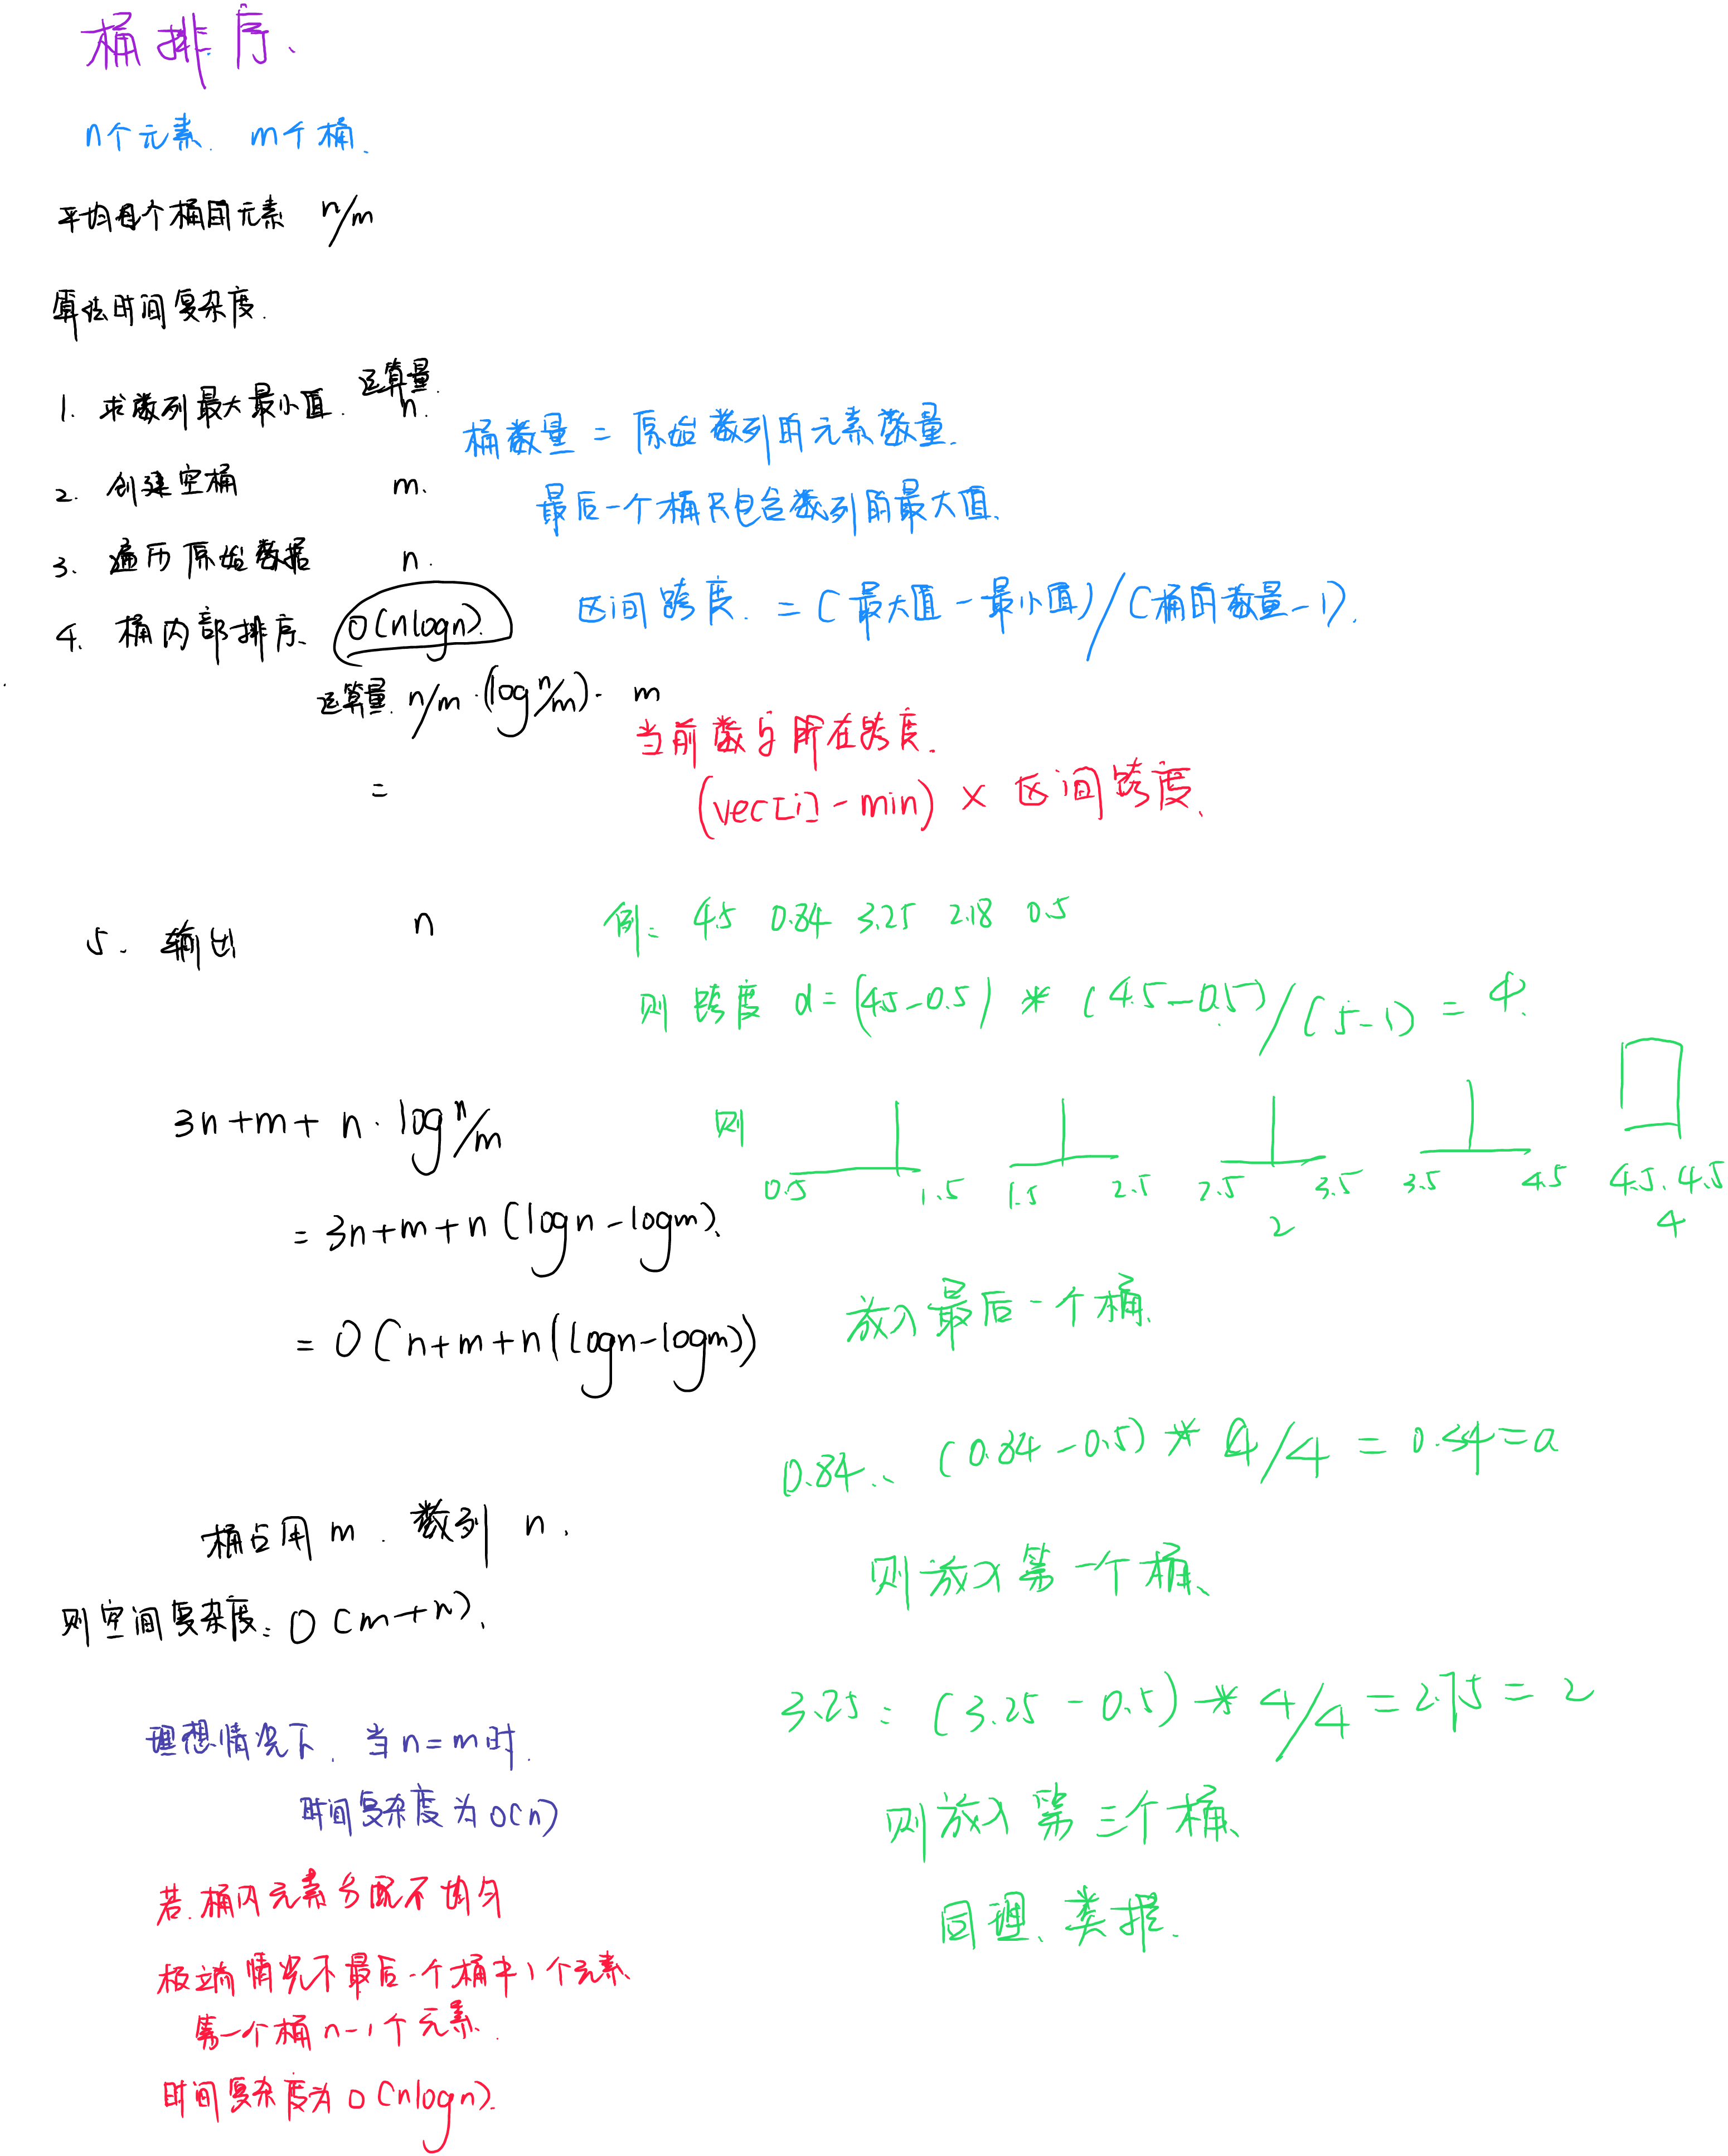 桶排序、
n个元素. m个桶.
平均每个桶的元素 n/m
算法时间复杂度.
1. 求数列最大最小值. 运算量. n.
2. 创建空桶 m.
3. 遍历原始数据 n.
4. 桶内部排序、 O(nlogn).
运算量. n/m·(log n/m)· m
=
5. 输出 n
3n+m+ n·log n/m
= 3n+m+n(logn-logm).
= O(n+m+n(logn-logm))
桶占用 m . 数列 n.
则空间复杂度: O(m+n).
理想情况下. 当n=m时.
时间复杂度为O(n)
若.桶内元素分配不均匀
极端情况下最后一个桶中1个元素、
第一个桶n-1个元素.
时间复杂度为O(nlogn).
桶数量 = 原始数列的元素数量.
最后一个桶只包含数列的最大值.
区间跨度. = (最大值-最小值)/(桶的数量-1).
当前数字所在跨度.
(vec[i]-min) × 区间跨度.
例: 4.5 0.84 3.25 2.18 0.5
则 跨度 d=(4.5-0.5) * (4.5-0.5)/(5-1) = 4.
则
0.5 1.5 1.5 2.5 2.5 3.5 3.5 4.5 4.5. 4.5
2 4
放入最后一个桶.
0.84、 (0.84-0.5) * 4/4 = 0.34=a
则放入第一个桶、
3.25: (3.25-0.5)*4/4=2.75= 2
则放入第三个桶、
同理、类推.